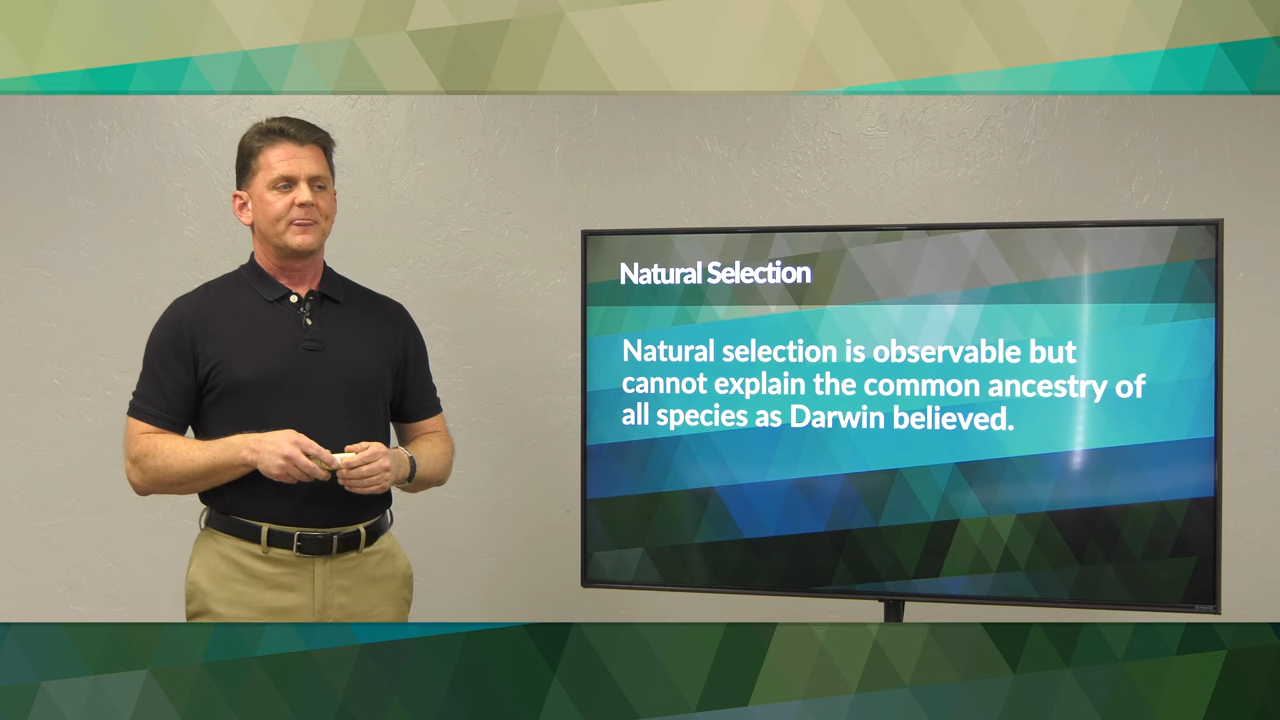 Natural Selection
Natural selection is observable but
cannot explain the common ancestry of
all species as Darwin believed.